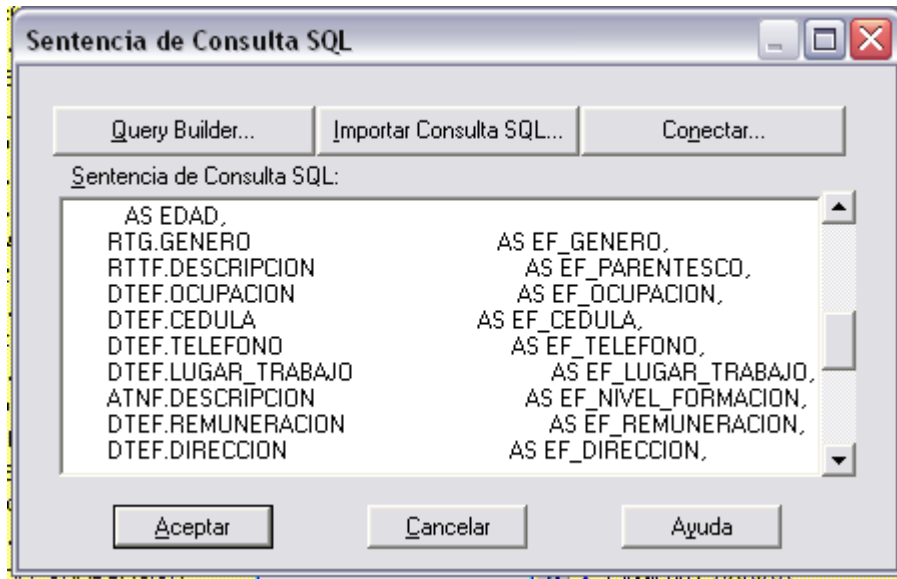 Sentencia de Consulta SQL
Query Builder... Importar Consulta SQL... Conectar...
Sentencia de Consulta SQL:
AS EDAD,
RTG.GENERO AS EF_GENERO,
RTTF.DESCRIPCION AS EF_PARENTESCO,
DTEF.OCUPACION AS EF_OCUPACION,
DTEF.CEDULA AS EF_CEDULA,
DTEF.TELEFONO AS EF_TELEFONO,
DTEF.LUGAR_TRABAJO AS EF_LUGAR_TRABAJO,
ATNF.DESCRIPCION AS EF_NIVEL_FORMACION,
DTEF.REMUNERACION AS EF_REMUNERACION,
DTEF.DIRECCION AS EF_DIRECCION,
Aceptar Cancelar Ayuda